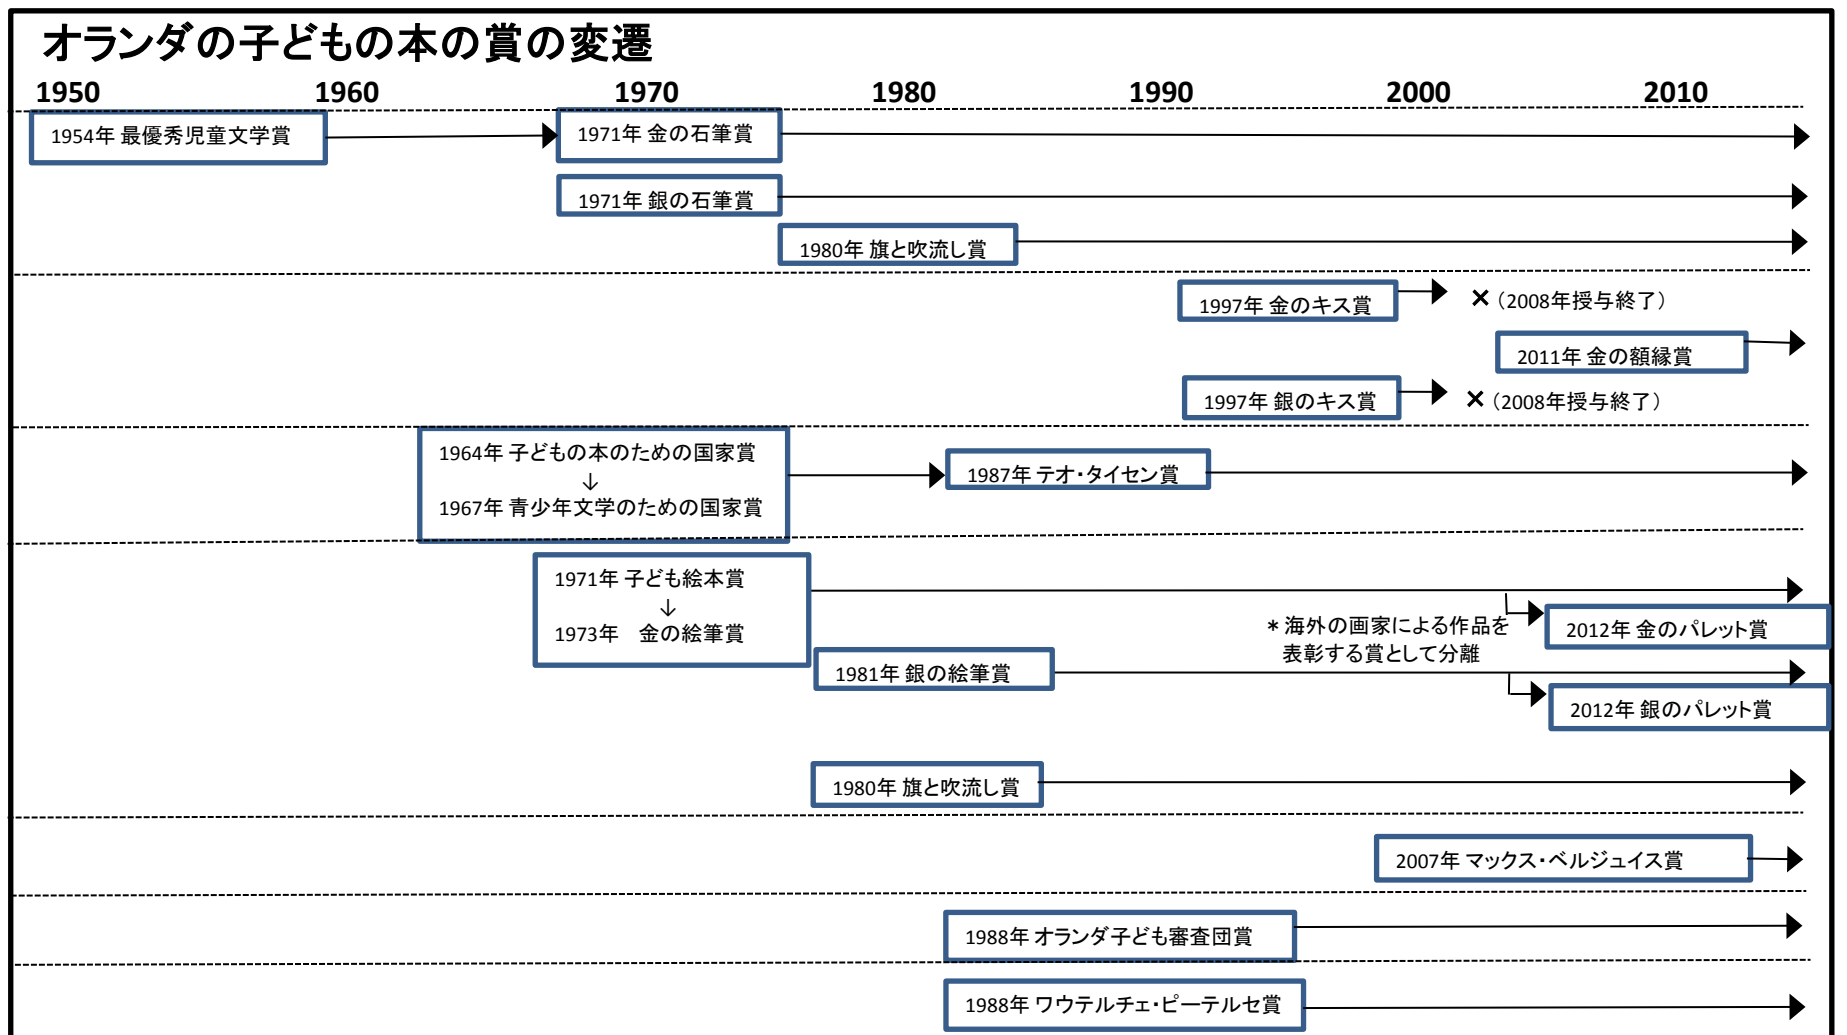 オランダの子どもの本の賞の変遷
1950 1960 1970 1980 1990 2000 2010
1954年 最優秀児童文学賞
1971年 金の石筆賞
1971年 銀の石筆賞
1980年 旗と吹流し賞
1997年 金のキス賞
×（2008年授与終了）
2011年 金の額縁賞
1997年 銀のキス賞
×（2008年授与終了）
1964年 子どもの本のための国家賞
↓
1967年 青少年文学のための国家賞
1987年 テオ・タイセン賞
1971年 子ども絵本賞
↓
1973年　金の絵筆賞
＊海外の画家による作品を
表彰する賞として分離
2012年 金のパレット賞
1981年 銀の絵筆賞
2012年 銀のパレット賞
1980年 旗と吹流し賞
2007年 マックス・ベルジュイス賞
1988年 オランダ子ども審査団賞
1988年 ワウテルチェ・ピーテルセ賞